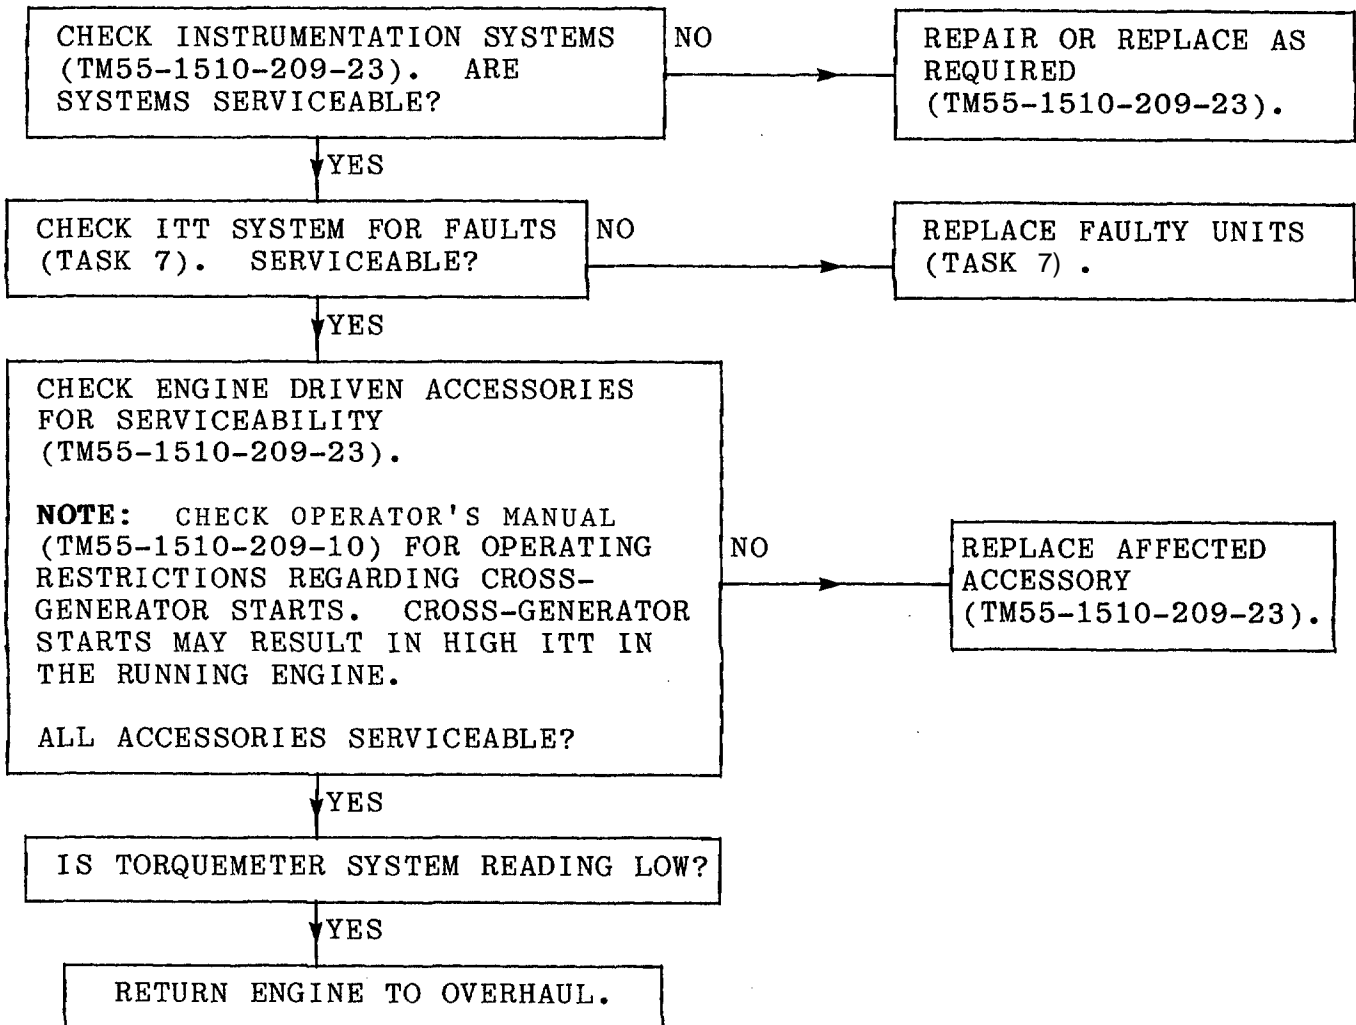 CHECK INSTRUMENTATION SYSTEMS
(TM55-1510-209-23). ARE
SYSTEMS SERVICEABLE?
NO
REPAIR OR REPLACE AS
REQUIRED
(TM55-1510-209-23).
YES
CHECK ITT SYSTEM FOR FAULTS
(TASK 7). SERVICEABLE?
NO
REPLACE FAULTY UNITS
(TASK 7) .
YES
CHECK ENGINE DRIVEN ACCESSORIES
FOR SERVICEABILITY
(TM55-1510-209-23).
NOTE: CHECK OPERATOR'S MANUAL
(TM55-1510-209-10) FOR OPERATING
RESTRICTIONS REGARDING CROSS-
GENERATOR STARTS. CROSS-GENERATOR
STARTS MAY RESULT IN HIGH ITT IN
THE RUNNING ENGINE.
ALL ACCESSORIES SERVICEABLE?
NO
REPLACE AFFECTED
ACCESSORY
(TM55-1510-209-23).
YES
IS TORQUEMETER SYSTEM READING LOW?
YES
RETURN ENGINE TO OVERHAUL.